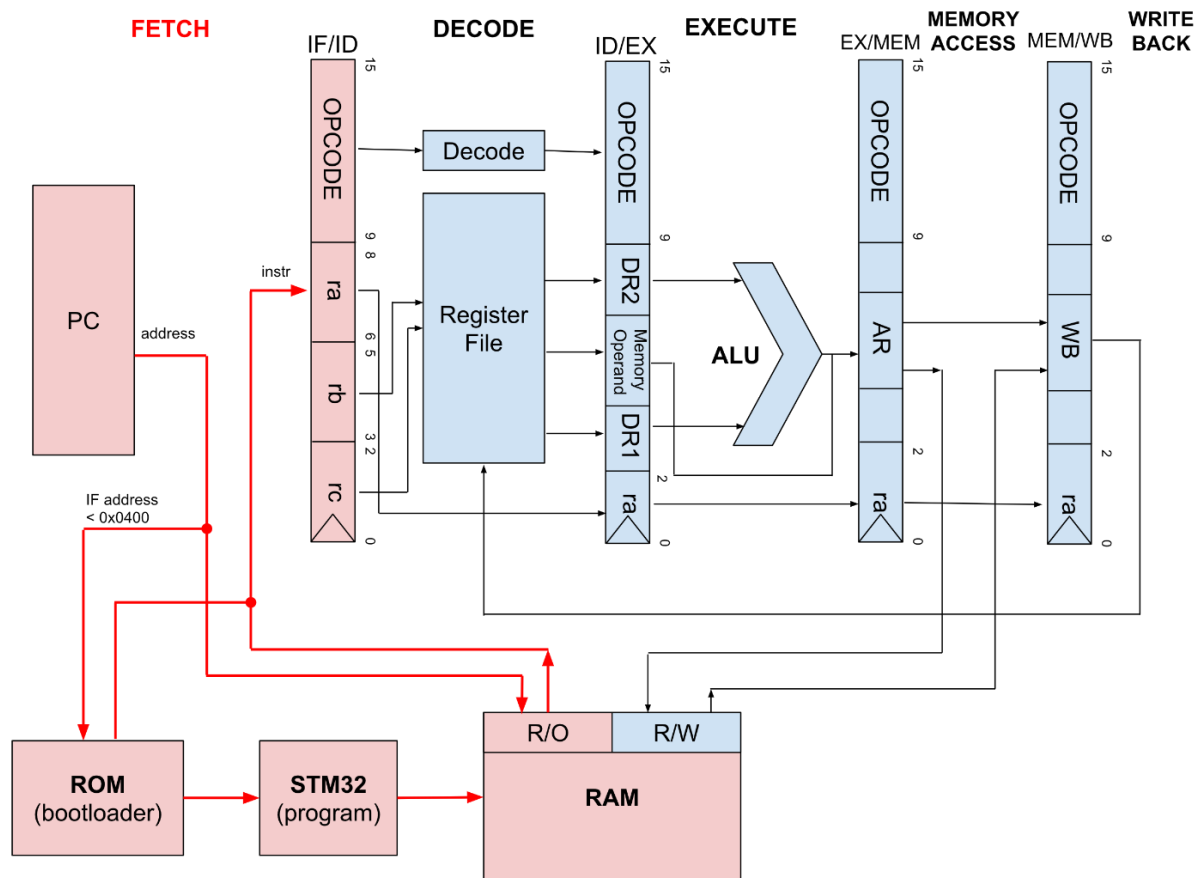 FETCH
DECODE
EXECUTE
MEMORY
ACCESS
WRITE
BACK
IF/ID
ID/EX
EX/MEM
MEM/WB
15
OPCODE
9
8
ra
6
5
rb
3
2
rc
0
Decode
Register
File
15
OPCODE
9
DR2
Memory
Operand
DR1
2
ra
0
ALU
15
OPCODE
9
AR
2
ra
0
15
OPCODE
9
WB
2
ra
0
PC
address
instr
IF address
< 0x0400
ROM
(bootloader)
STM32
(program)
R/O
R/W
RAM